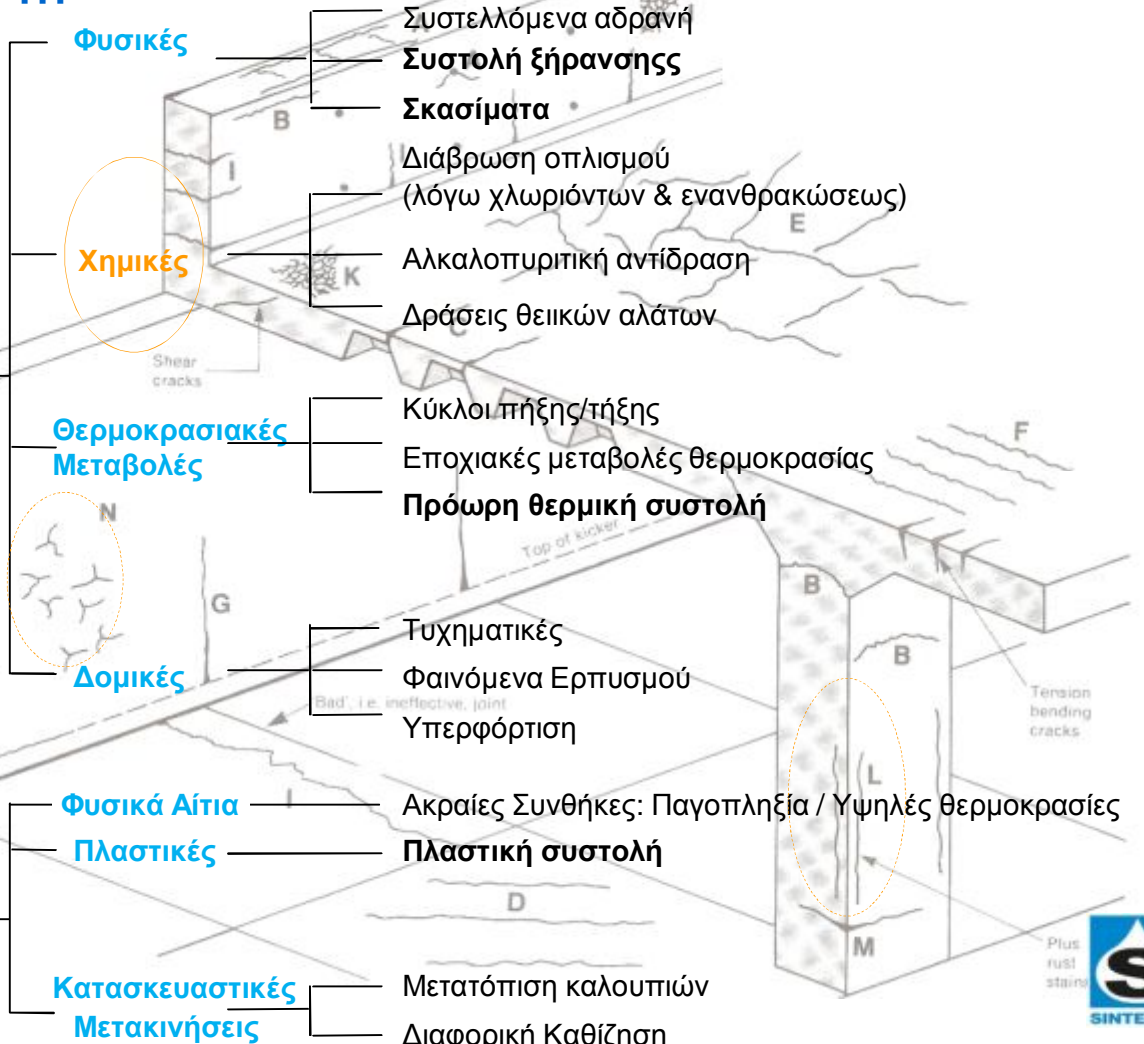 Φυσικές
Συστελλόμενα αδρανή
Συστολή ξήρανσηςς
Σκασίματα
B
I
Χημικές
Διάβρωση οπλισμού
(λόγω χλωριόντων & ενανθρακώσεως)
E
Αλκαλοπυριτική αντίδραση
K
Δράσεις θειικών αλάτων
C
Shear
cracks
Θερμοκρασιακές
Μεταβολές
Κύκλοι πήξης/τήξης
F
Εποχιακές μεταβολές θερμοκρασίας
Πρόωρη θερμική συστολή
N
Top of kicker
G
B
B
Δομικές
Τυχηματικές
Φαινόμενα Ερπυσμού
Bad', i.e. ineffective, joint
Υπερφόρτιση
Tension
bending
cracks
L
I
Φυσικά Αίτια
Ακραίες Συνθήκες: Παγοπληξία / Υψηλές θερμοκρασίες
Πλαστικές
Πλαστική συστολή
D
M
Plus
rust
stains
S
SINTE
Κατασκευαστικές
Μετακινήσεις
Μετατόπιση καλουπιών
Διαφορική Καθίζηση